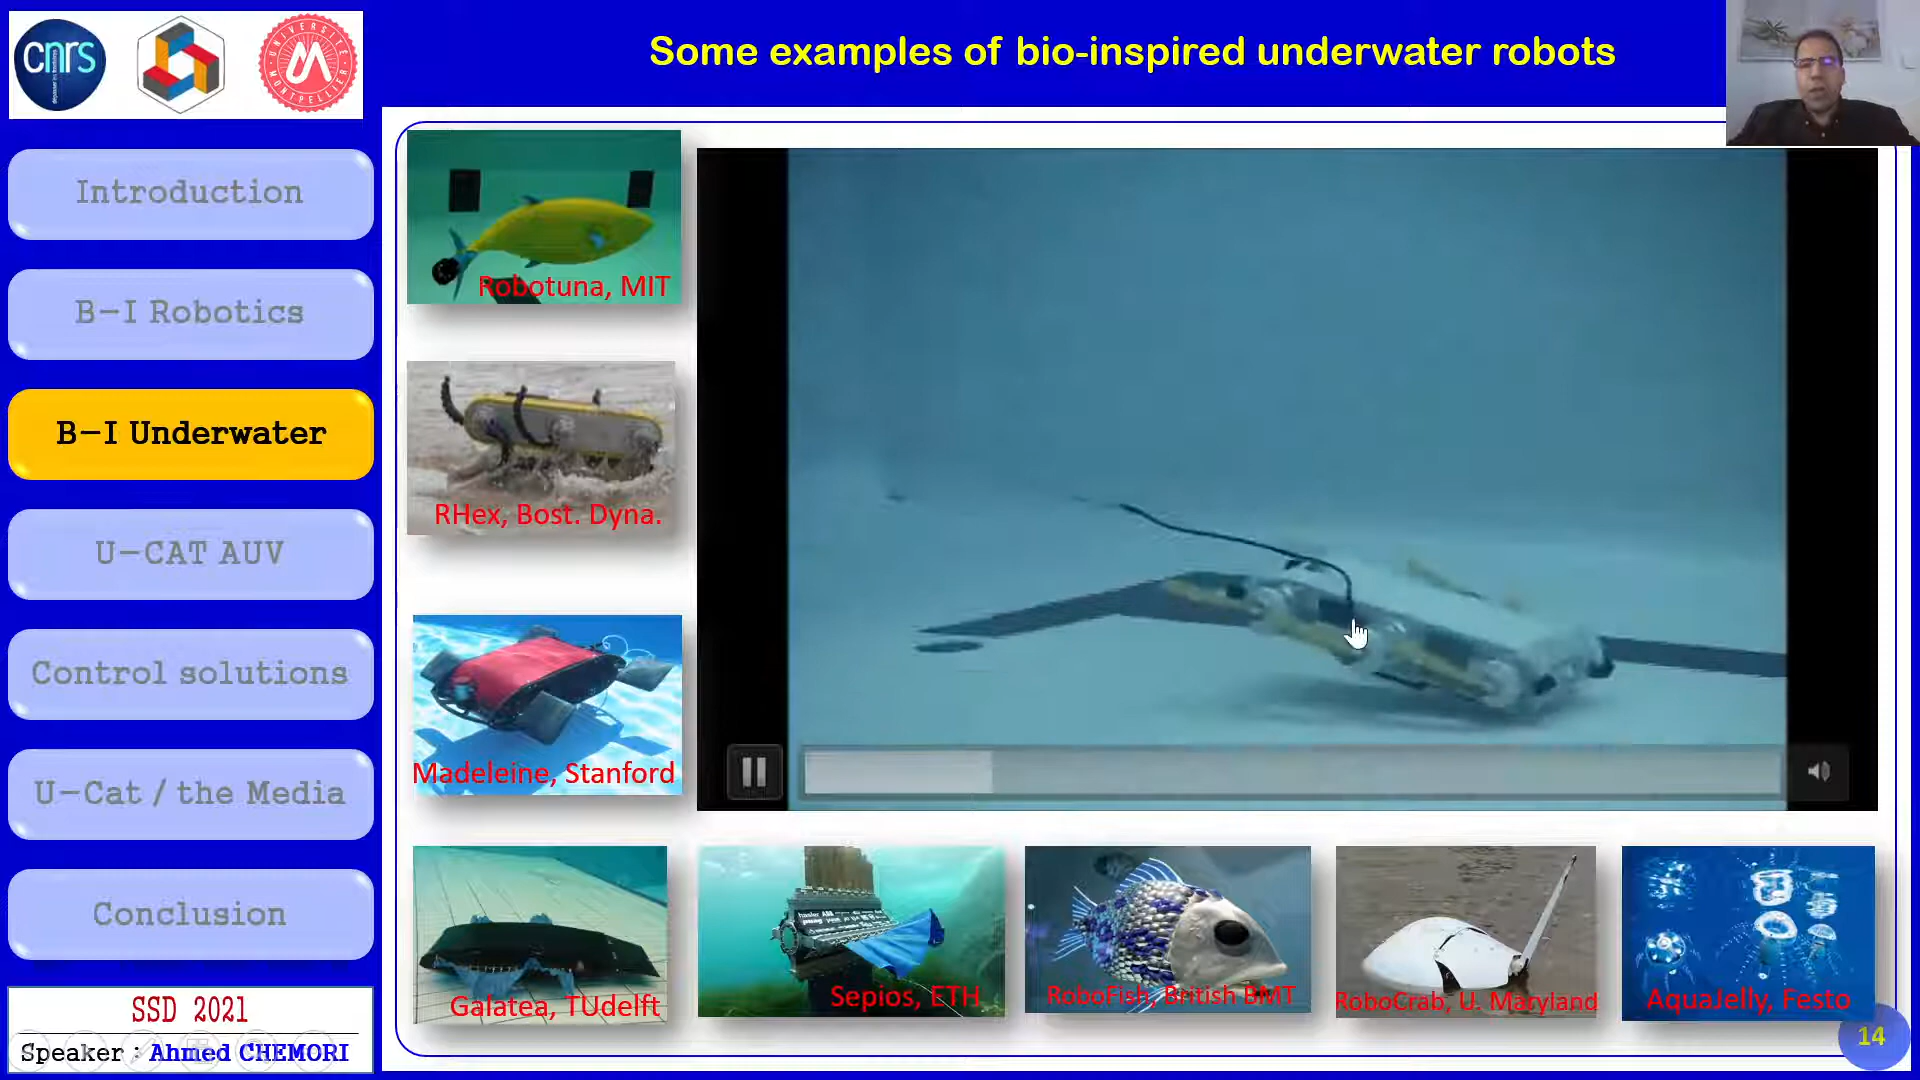 Some examples of bio-inspired underwater robots
cnrs
UNIVERSITÉ
MONTPELLIER
Introduction
B-I Robotics
B-I Underwater
U-CAT AUV
Control solutions
U-Cat / the Media
Conclusion
SSD 2021
Speaker : Ahmed CHEMORI
Robotuna, MIT
RHex, Bost. Dyna.
Madeleine, Stanford
Galatea, TUdelft
Sepios, ETH
RoboFish, British BMT
RoboCrab, U. Maryland
AquaJelly, Festo
14